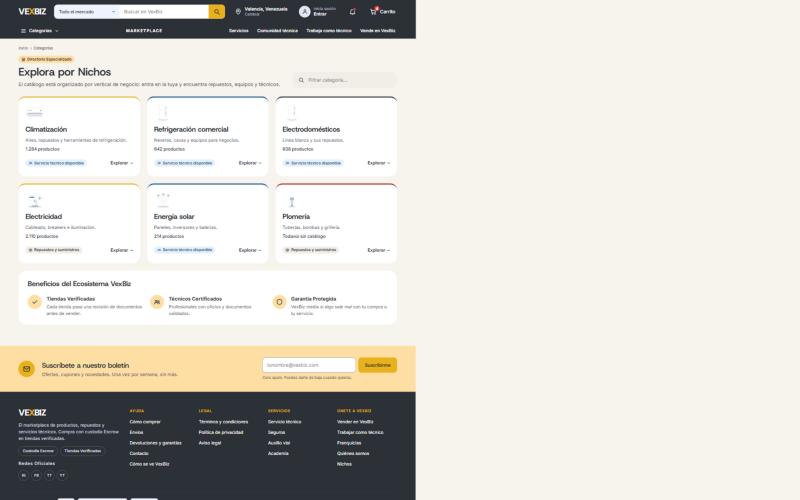 VEXBIZ
Todo el mercado
Buscar en VexBiz
Valencia, Venezuela
Cambiar
Inicia sesión
Entrar
Carrito
Categorías
MARKETPLACE
Servicios
Comunidad técnica
Trabaja como técnico
Vende en VexBiz
Inicio › Categorías
Directorio Especializado
Explora por Nichos
El catálogo está organizado por vertical de negocio: entra en la tuya y encuentra repuestos, equipos y técnicos.
Filtrar categoría...
Climatización
Aires, repuestos y herramientas de refrigeración.
1.284 productos
Servicio técnico disponible
Explorar →
Refrigeración comercial
Neveras, cavas y equipos para negocios.
642 productos
Servicio técnico disponible
Explorar →
Electrodomésticos
Línea blanca y sus repuestos.
938 productos
Servicio técnico disponible
Explorar →
Electricidad
Cableado, breakers e iluminación.
2.110 productos
Repuestos y suministros
Explorar →
Energía solar
Paneles, inversores y baterías.
214 productos
Servicio técnico disponible
Explorar →
Plomería
Tuberías, bombas y grifería.
Todavía sin catálogo
Repuestos y suministros
Explorar →
Beneficios del Ecosistema VexBiz
Tiendas Verificadas
Cada tienda pasa una revisión de documentos
antes de vender.
Técnicos Certificados
Profesionales con oficios y documentos
validados.
Garantía Protegida
VexBiz media si algo sale mal con tu compra o
tu servicio.
Suscríbete a nuestro boletín
Ofertas, cupones y novedades. Una vez por semana, sin más.
tunombre@vexbiz.com
Suscribirme
Cero spam. Puedes darte de baja cuando quieras.
VEXBIZ
El marketplace de productos, repuestos y
servicios técnicos. Compra con custodia Escrow
en tiendas verificadas.
Custodia Escrow
Tiendas Verificadas
Redes Oficiales
IG
FB
TT
YT
AYUDA
Cómo comprar
Envíos
Devoluciones y garantías
Contacto
Cómo se ve VexBiz
LEGAL
Términos y condiciones
Política de privacidad
Aviso legal
SERVICIOS
Servicio técnico
Seguros
Auxilio vial
Academia
ÚNETE A VEXBIZ
Vender en VexBiz
Trabajar como técnico
Franquicias
Quiénes somos
Nichos